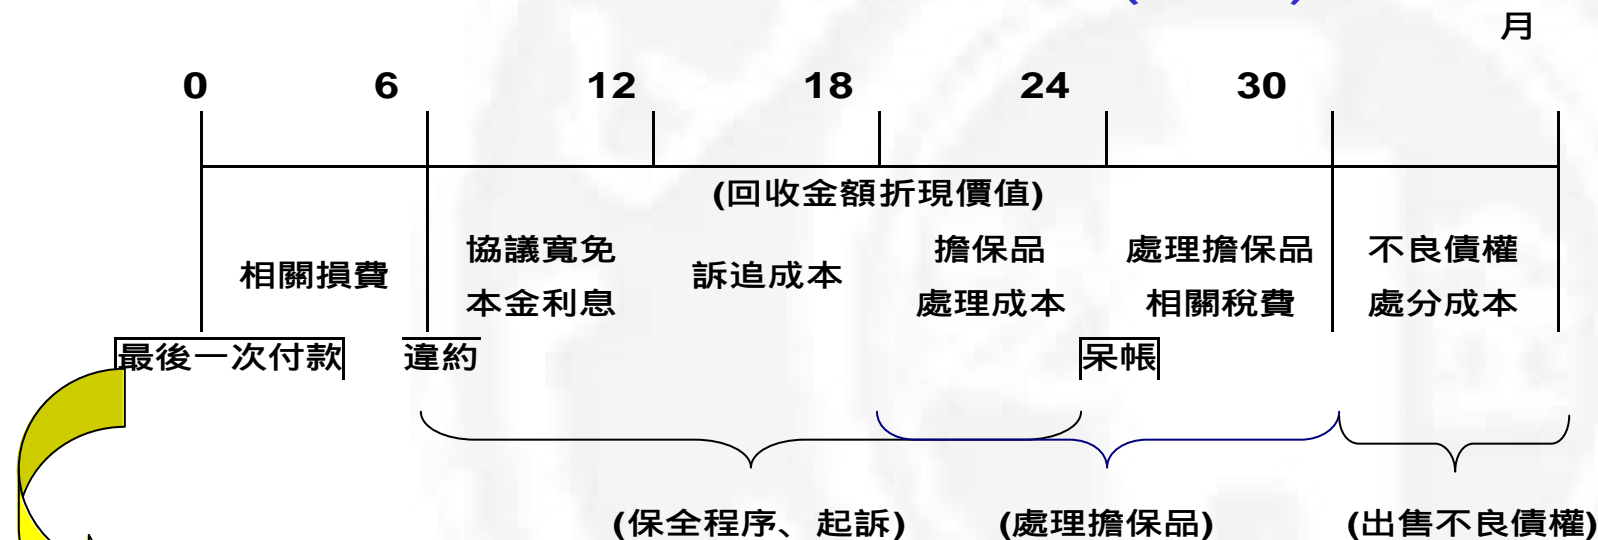 月
0 6 12 18 24 30
(回收金額折現價值)
相關損費
協議寬免
本金利息
訴追成本
擔保品
處理成本
處理擔保品
相關稅費
不良債權
處分成本
最後一次付款 違約 呆帳
(保全程序、起訴) (處理擔保品) (出售不良債權)